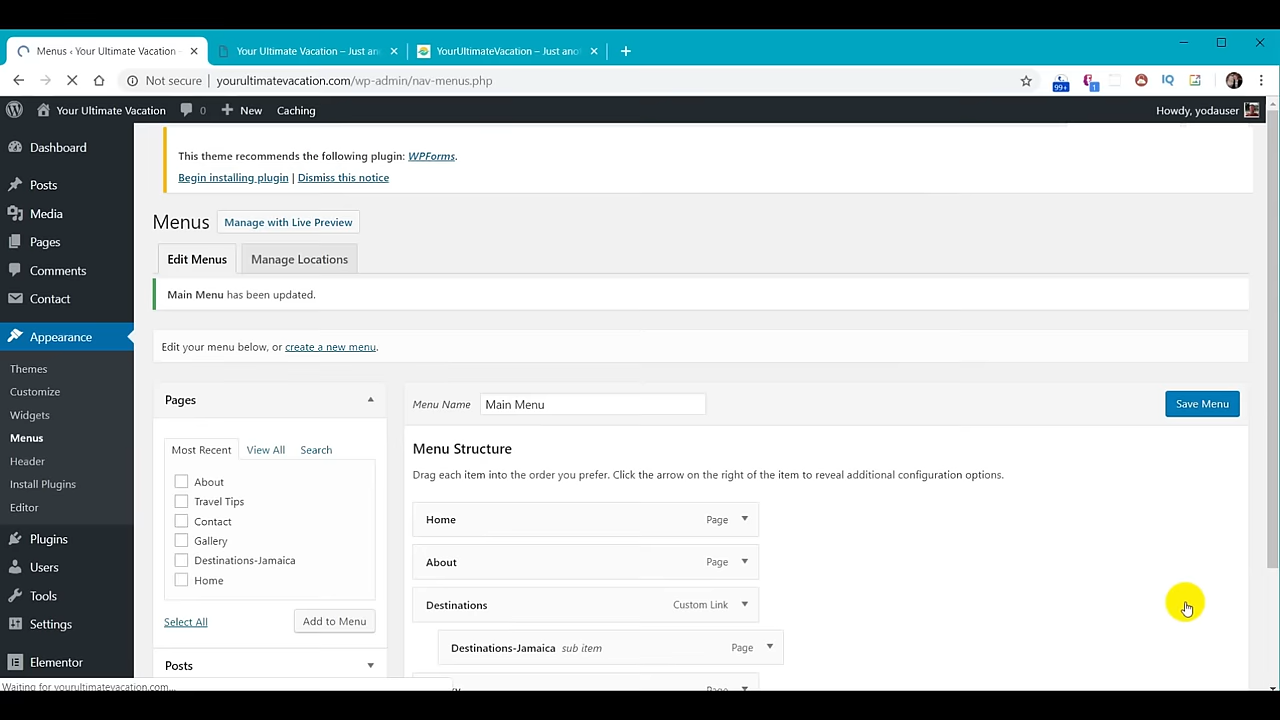 Menus ‹ Your Ultimate Vacation
Your Ultimate Vacation – Just an
YourUltimateVacation – Just ano
Not secure | yourultimatevacation.com/wp-admin/nav-menus.php
99+
1
IQ
Your Ultimate Vacation
0
New
Caching
Howdy, yodauser
Dashboard
Posts
Media
Pages
Comments
Contact
Appearance
Themes
Customize
Widgets
Menus
Header
Install Plugins
Editor
Plugins
Users
Tools
Settings
Elementor
This theme recommends the following plugin: WPForms.
Begin installing plugin | Dismiss this notice
Menus
Manage with Live Preview
Edit Menus
Manage Locations
Main Menu has been updated.
Edit your menu below, or create a new menu.
Pages
Most Recent
View All
Search
About
Travel Tips
Contact
Gallery
Destinations-Jamaica
Home
Select All
Add to Menu
Posts
Menu Name
Main Menu
Save Menu
Menu Structure
Drag each item into the order you prefer. Click the arrow on the right of the item to reveal additional configuration options.
Home
Page
About
Page
Destinations
Custom Link
Destinations-Jamaica sub item
Page
Page
Waiting for yourultimatevacation.com...